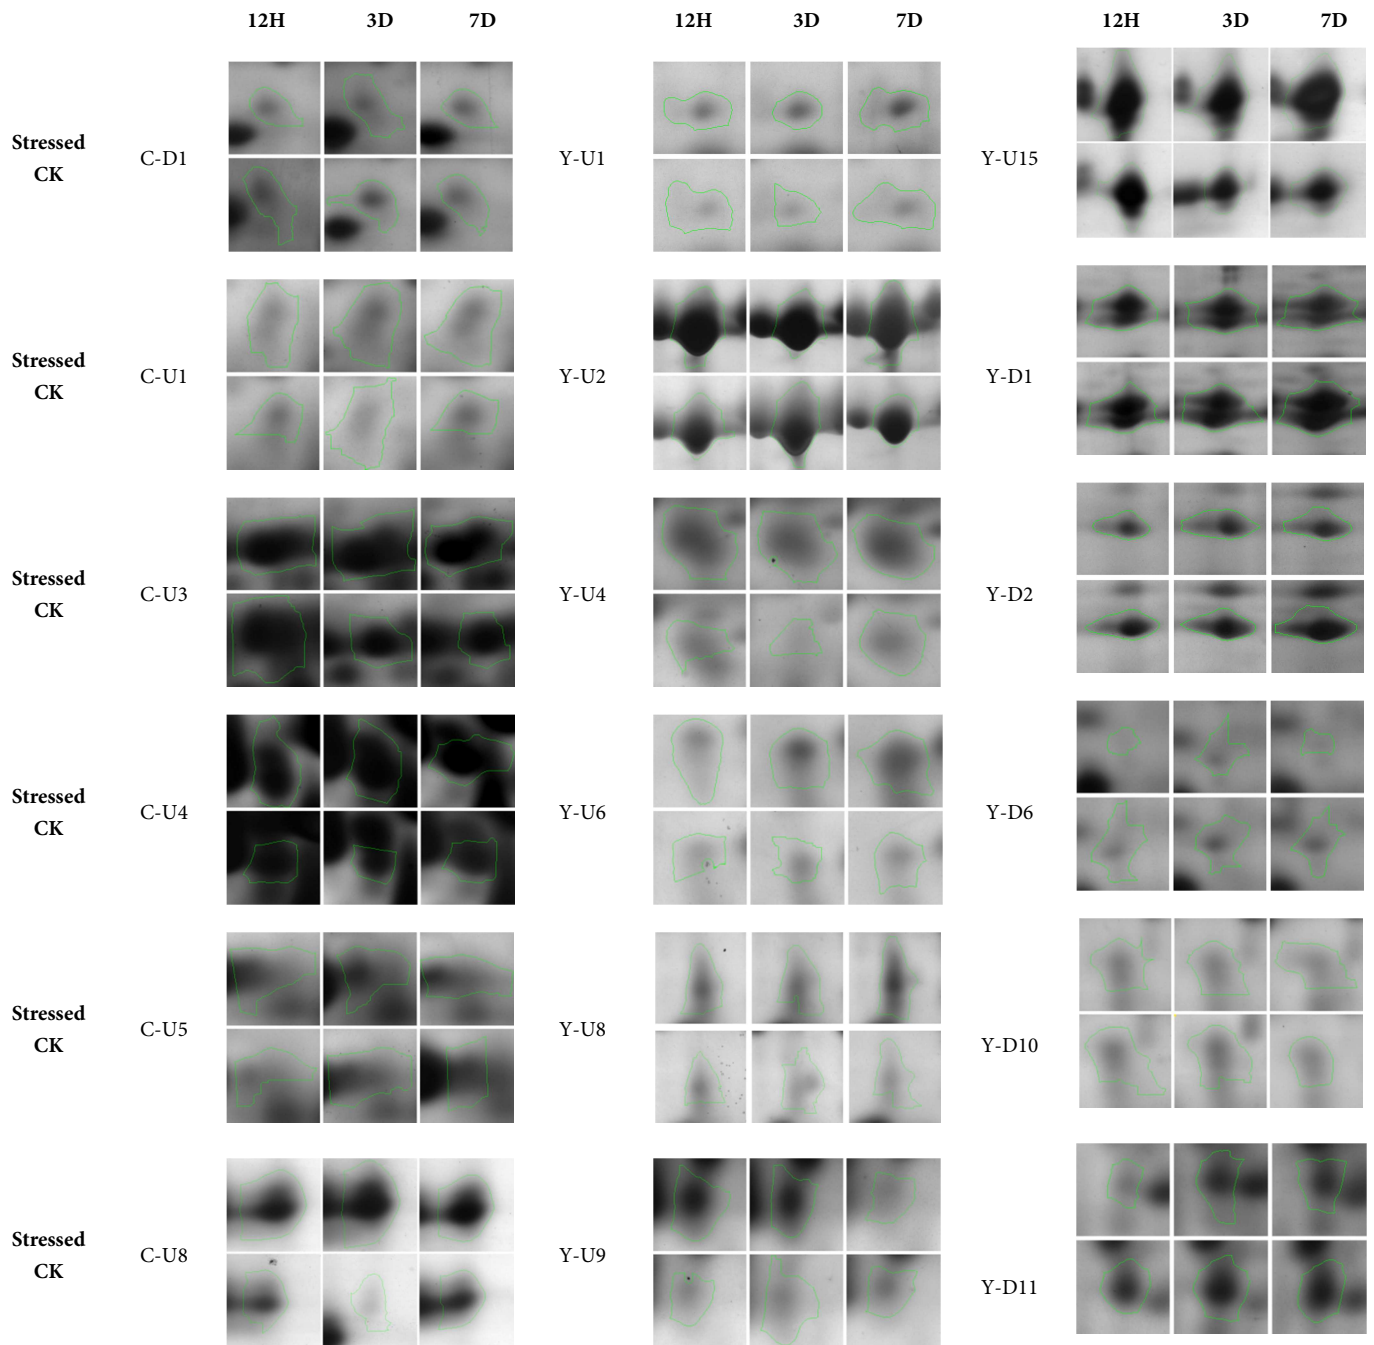 12H 3D 7D 12H 3D 7D 12H 3D 7D
Stressed
CK
C-D1 Y-U1 Y-U15
Stressed
CK
C-U1 Y-U2 Y-D1
Stressed
CK
C-U3 Y-U4 Y-D2
Stressed
CK
C-U4 Y-U6 Y-D6
Stressed
CK
C-U5 Y-U8 Y-D10
Stressed
CK
C-U8 Y-U9 Y-D11